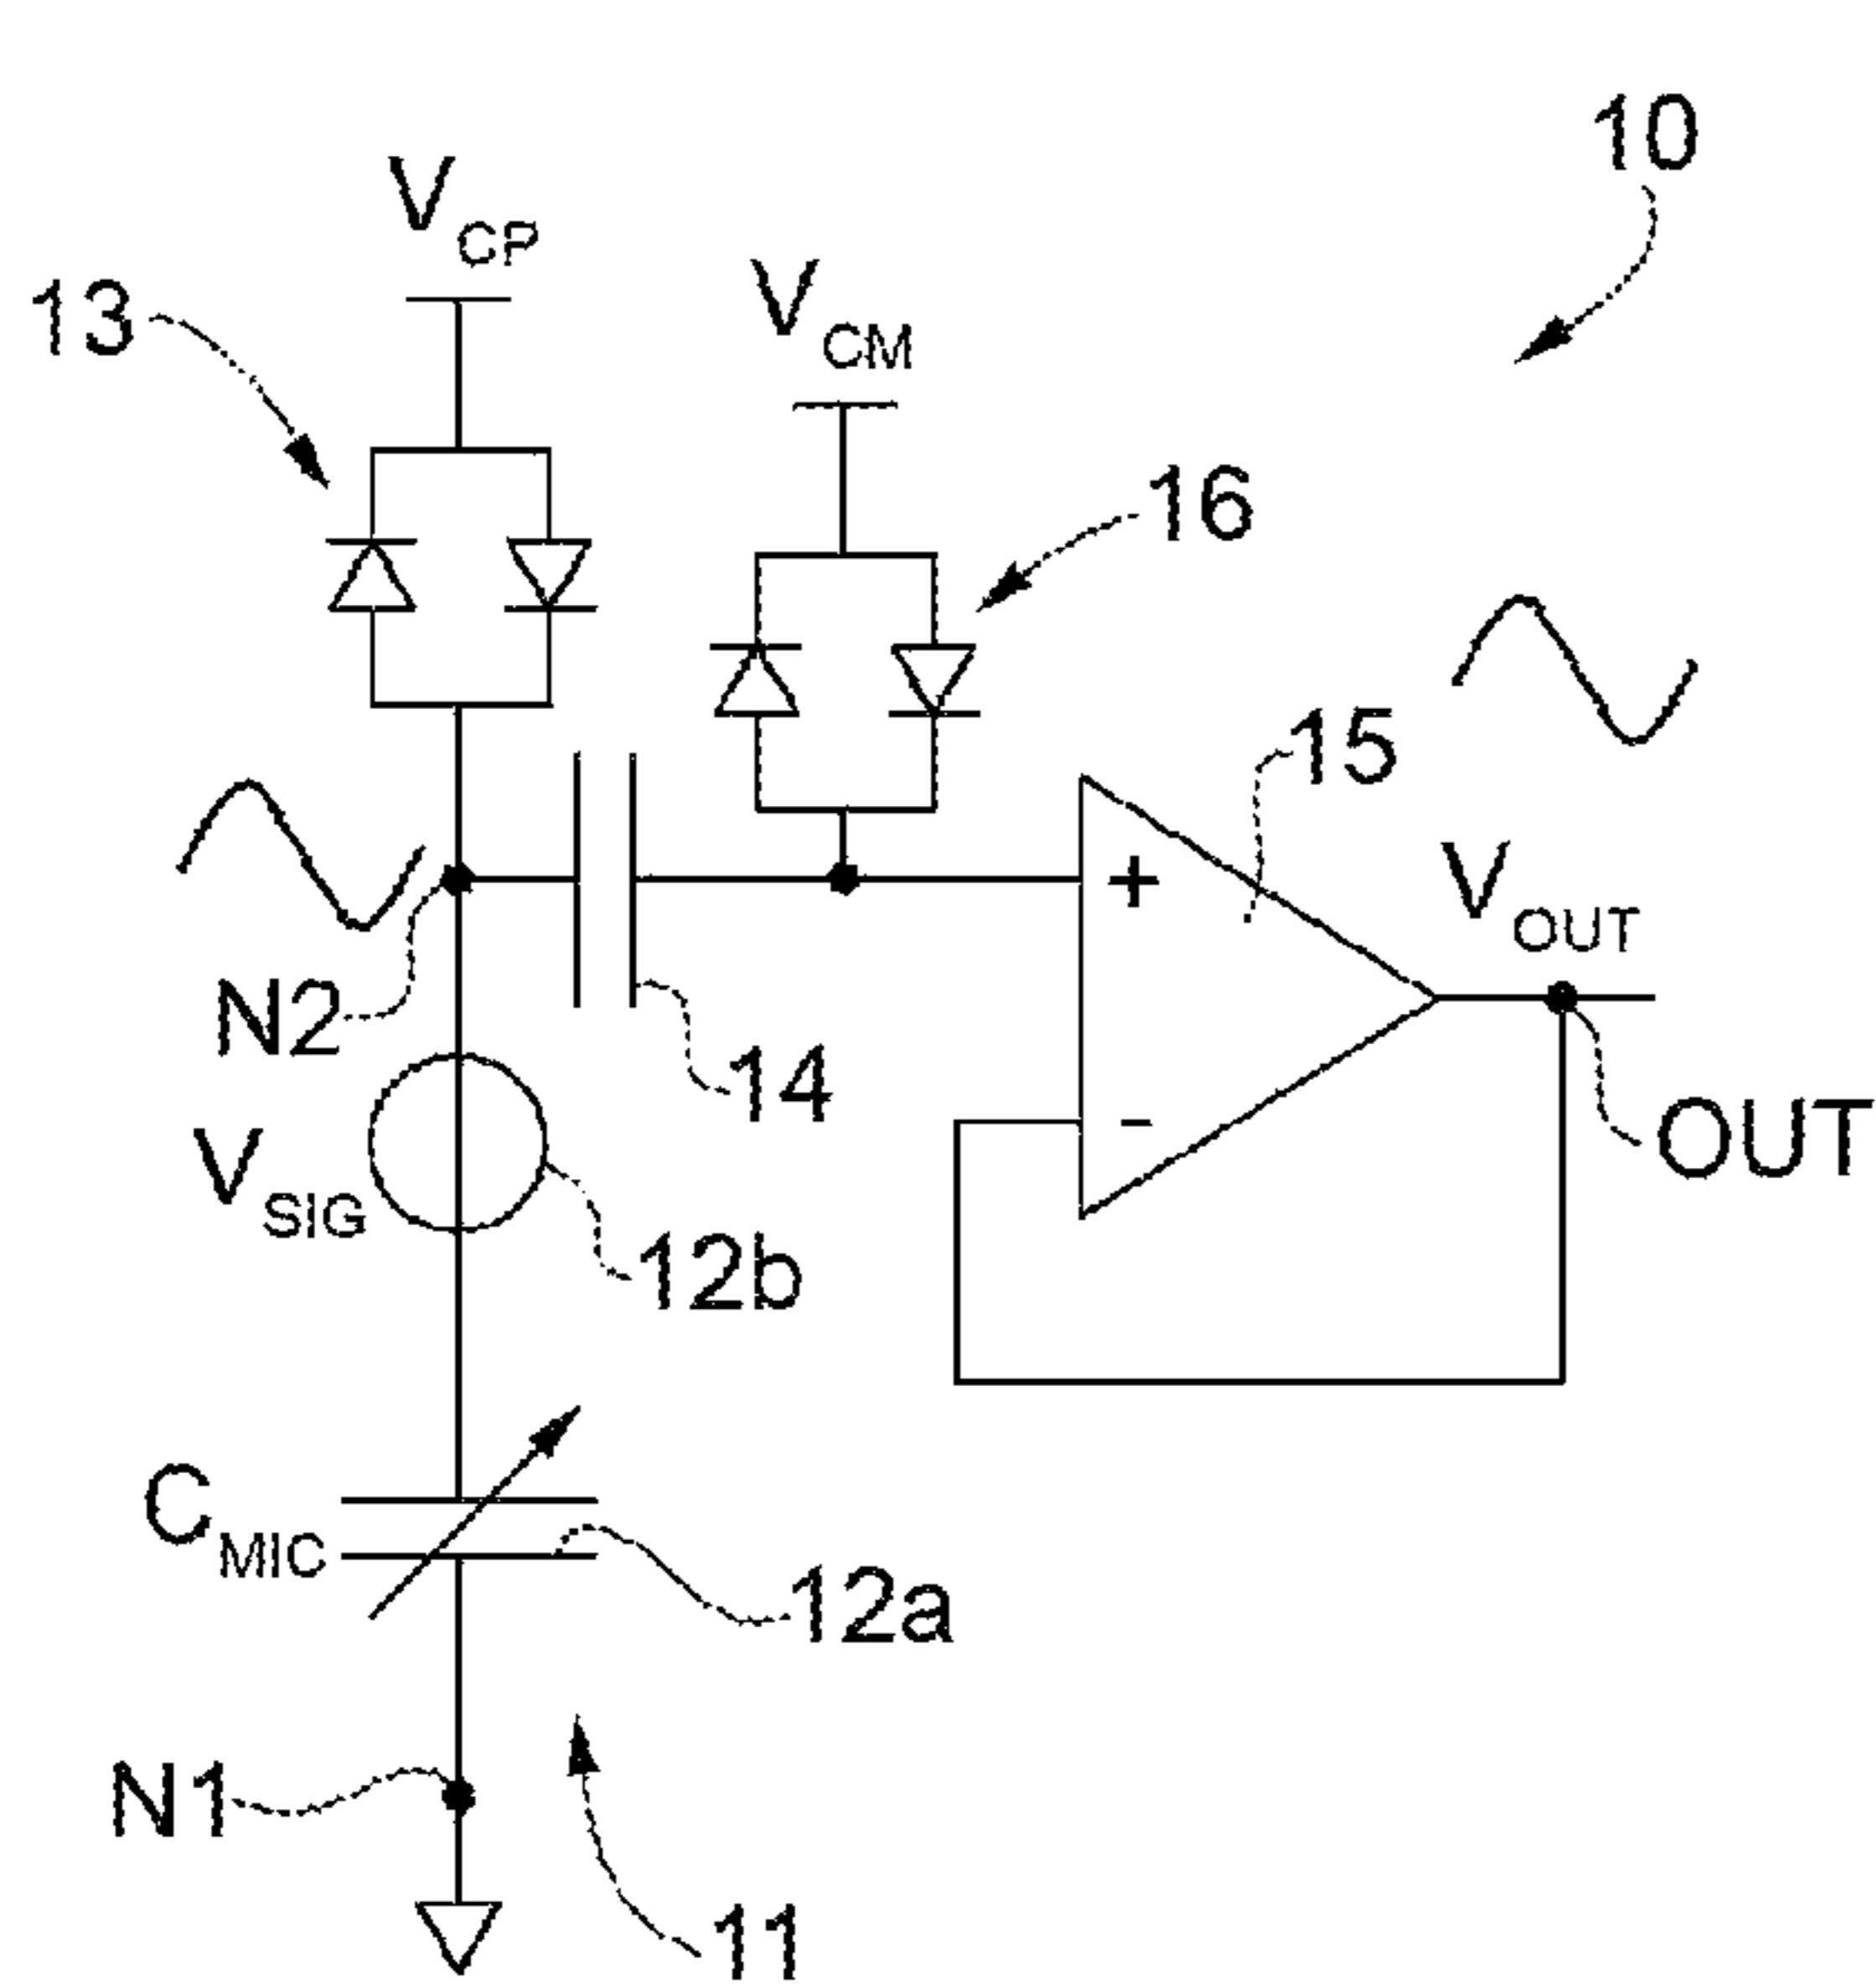 10
V_CP
13
V_CM
16
15
+
V_OUT
N2
14
-
OUT
V_SIG
12b
C_MIC
12a
N1
11